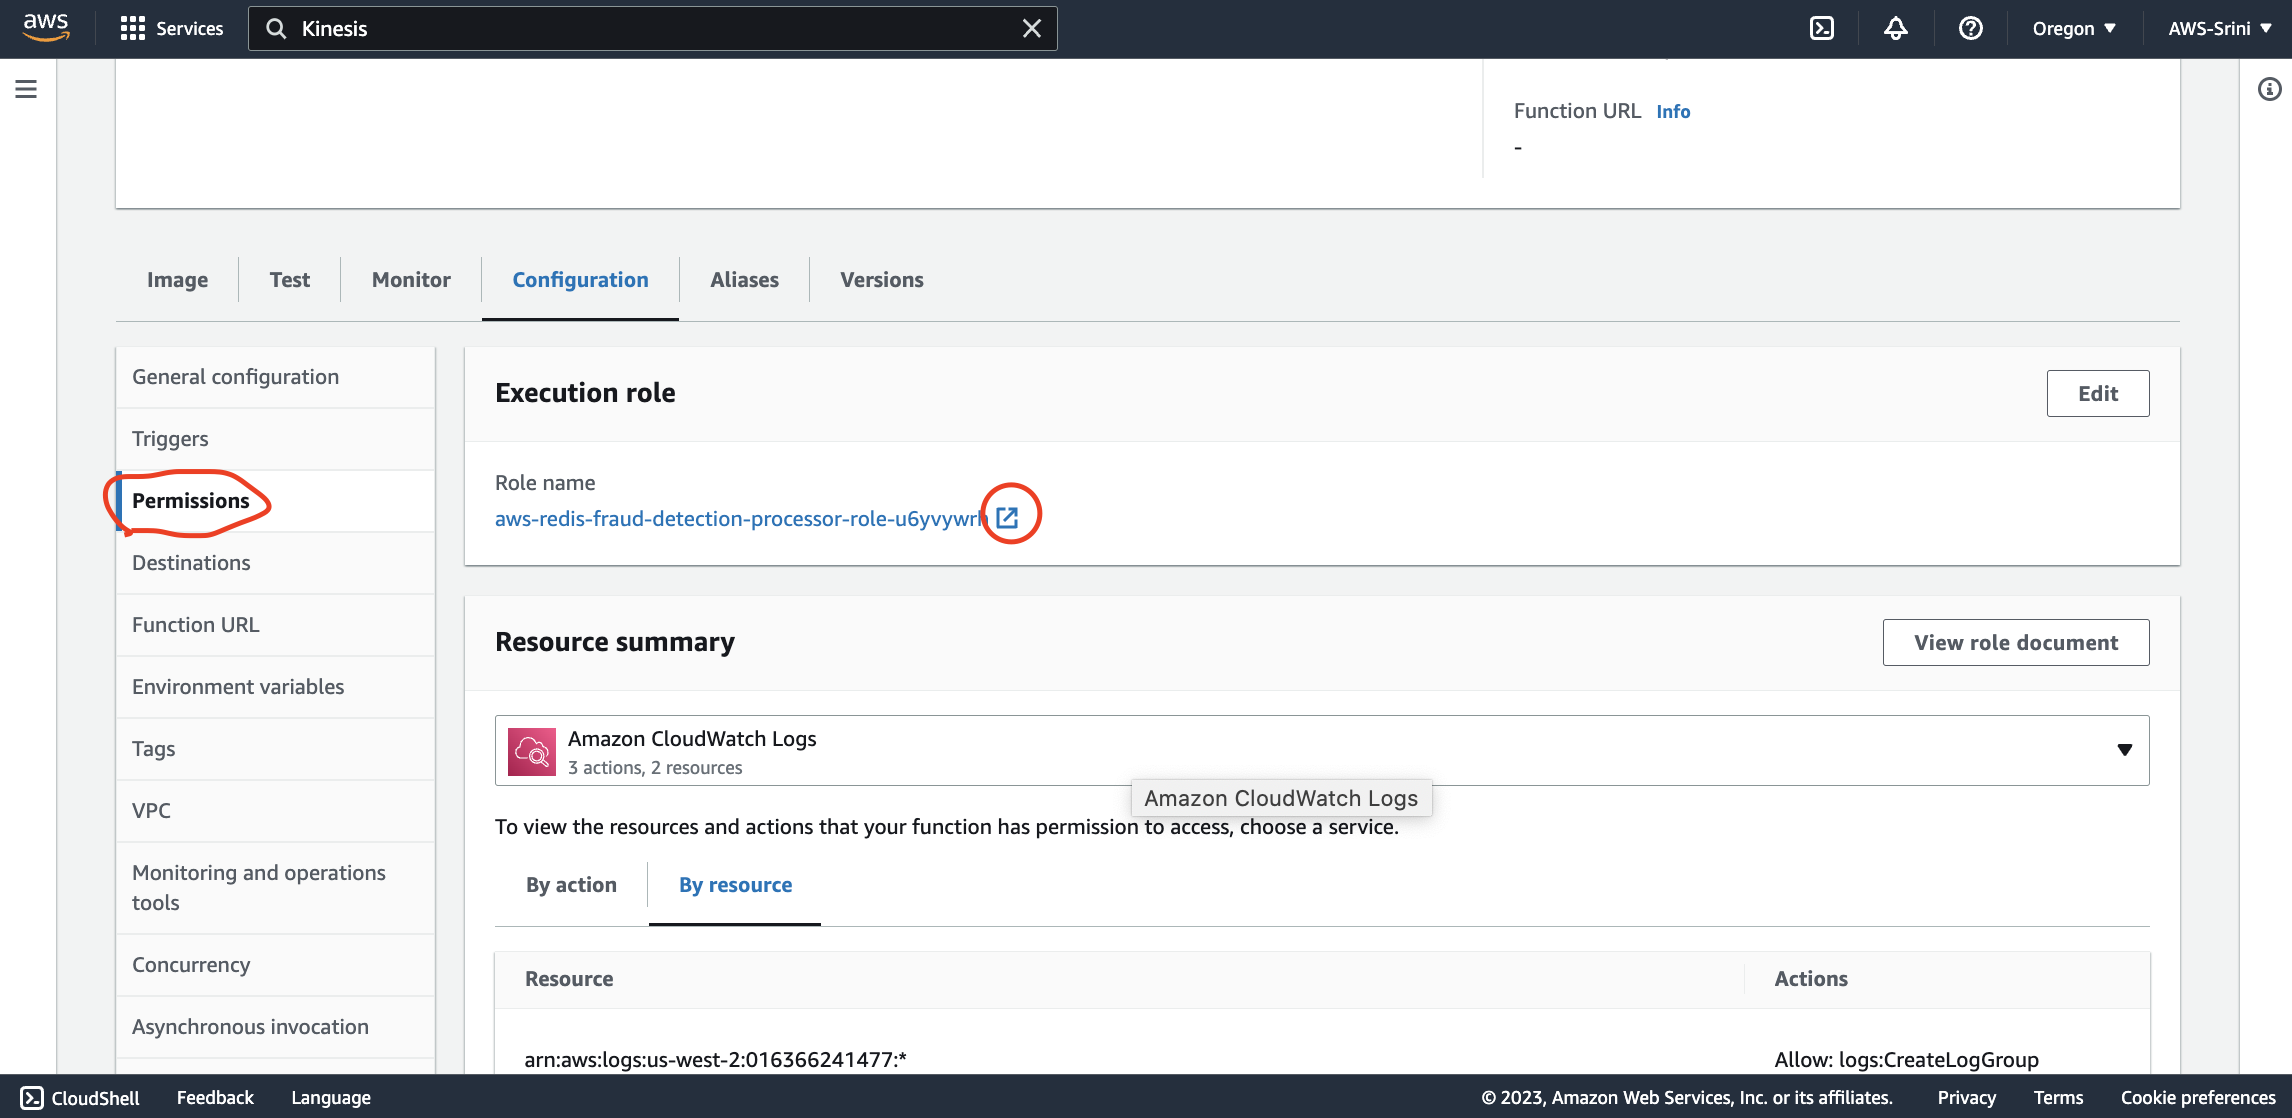 aws
Services
Kinesis
Oregon
AWS-Srini
Function URL Info
-
Image
Test
Monitor
Configuration
Aliases
Versions
General configuration
Triggers
Permissions
Destinations
Function URL
Environment variables
Tags
VPC
Monitoring and operations
tools
Concurrency
Asynchronous invocation
Execution role
Edit
Role name
aws-redis-fraud-detection-processor-role-u6yvywrh
Resource summary
View role document
Amazon CloudWatch Logs
3 actions, 2 resources
Amazon CloudWatch Logs
To view the resources and actions that your function has permission to access, choose a service.
By action
By resource
Resource
Actions
arn:aws:logs:us-west-2:016366241477:*
Allow: logs:CreateLogGroup
CloudShell
Feedback
Language
© 2023, Amazon Web Services, Inc. or its affiliates.
Privacy
Terms
Cookie preferences